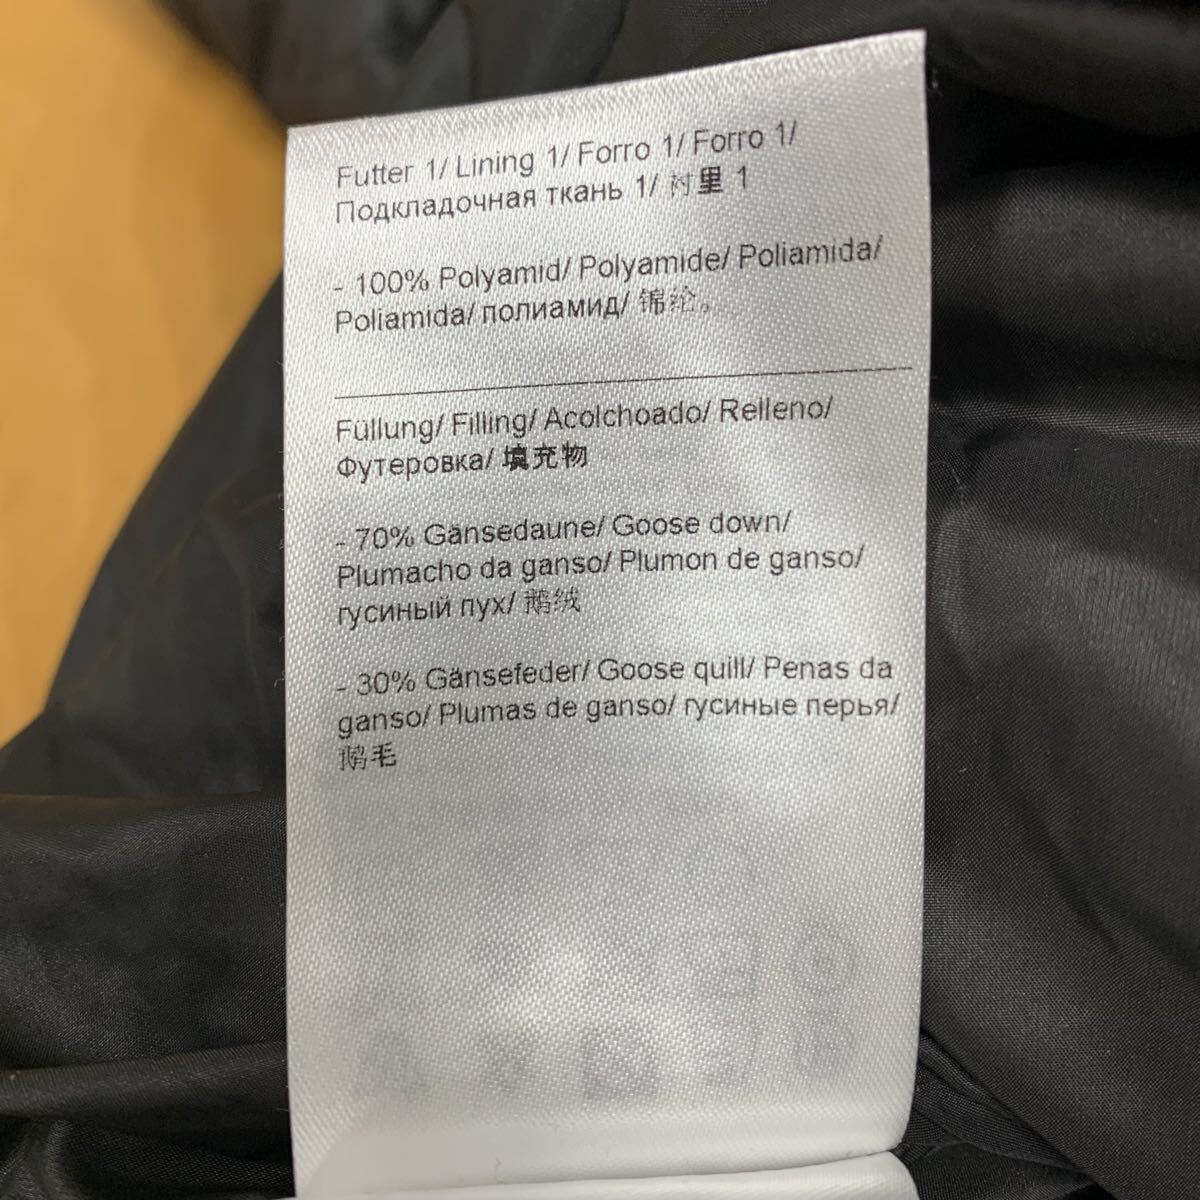 Futter 1/ Lining 1/ Forro 1/ Forro 1/
Подкладочная ткань 1/ 衬里 1
- 100% Polyamid/ Polyamide/ Poliamida/
Poliamida/ полиамид/ 锦纶。
Füllung/ Filling/ Acolchoado/ Relleno/
Футеровка/ 填充物
- 70% Gänsedaune/ Goose down/
Plumacho da ganso/ Plumon de ganso/
гусиный пух/ 鹅绒
- 30% Gänsefeder/ Goose quill/ Penas da
ganso/ Plumas de ganso/ гусиные перья/
鹅毛